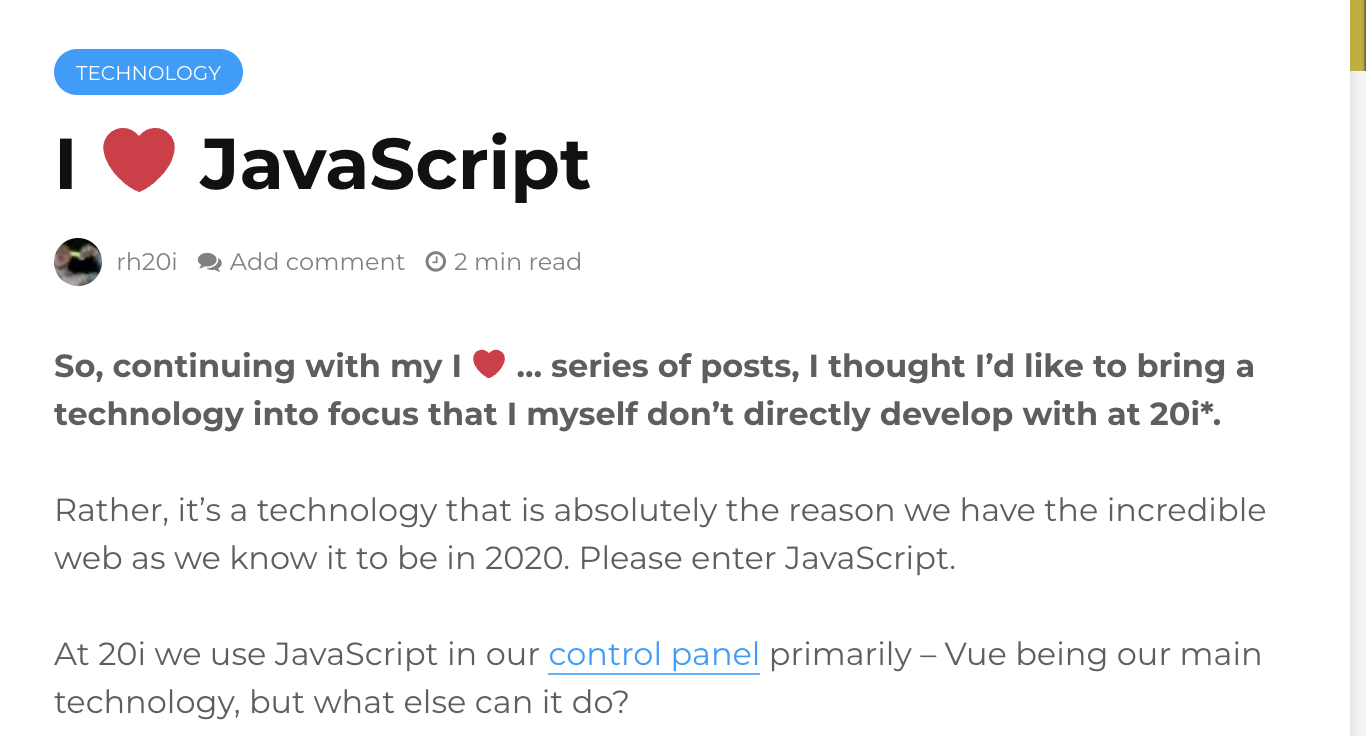 TECHNOLOGY
I ❤ JavaScript
rh20i Add comment 2 min read
So, continuing with my I ❤ … series of posts, I thought I’d like to bring a
technology into focus that I myself don’t directly develop with at 20i*.
Rather, it’s a technology that is absolutely the reason we have the incredible
web as we know it to be in 2020. Please enter JavaScript.
At 20i we use JavaScript in our control panel primarily – Vue being our main
technology, but what else can it do?